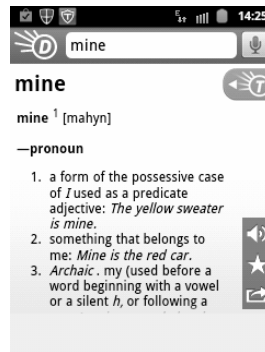 14:25
mine
mine
mine 1 [mahyn]
—pronoun
1. a form of the possessive case
of I used as a predicate
adjective: The yellow sweater
is mine.
2. something that belongs to
me: Mine is the red car.
3. Archaic . my (used before a
word beginning with a vowel
or a silent h, or following a